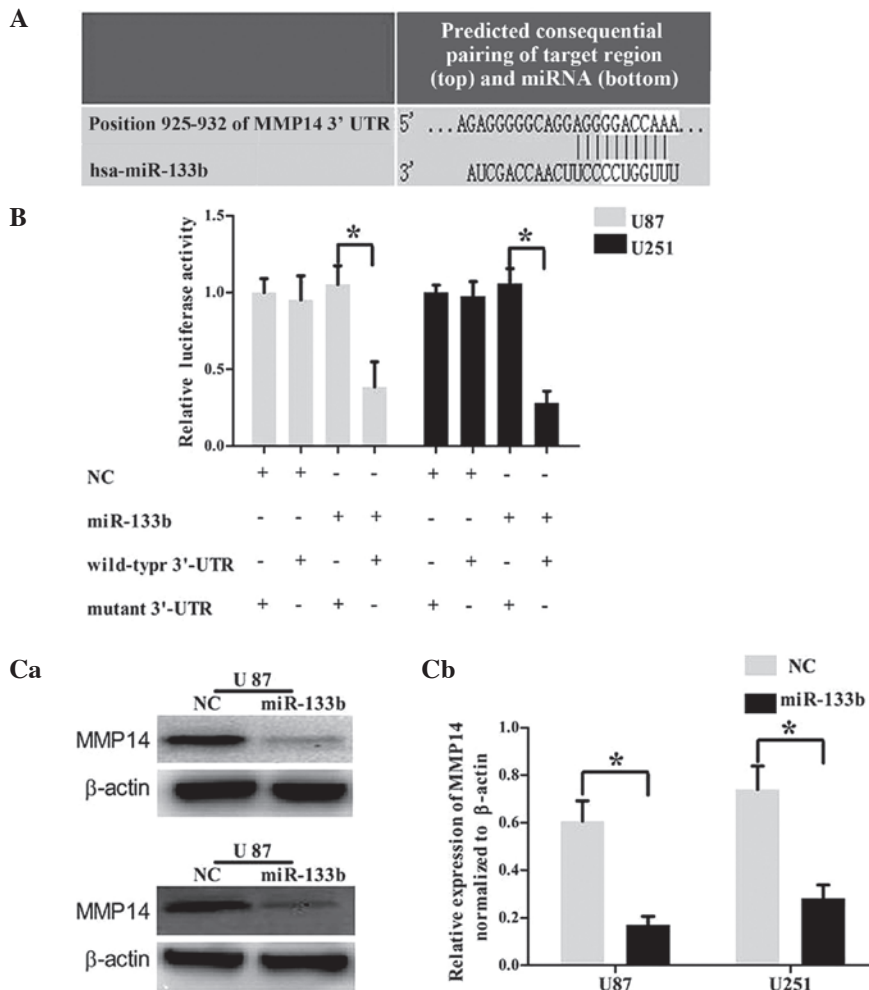 A
Predicted consequential
pairing of target region
(top) and miRNA (bottom)
Position 925-932 of MMP14 3' UTR 5' ...AGAGGGGGCAGGAGGGGACCAAA...
hsa-miR-133b 3' AUCGACCAACUUCCCCUGGUUU
B
U87
U251
Relative luciferase activity
1.5
1.0
0.5
0.0
NC + + - - + + - -
miR-133b - - + + - - + +
wild-typr 3'-UTR - + - + - + - +
mutant 3'-UTR + - + - + - + -
* *
Ca
U 87
NC miR-133b
MMP14
β-actin
U 87
NC miR-133b
MMP14
β-actin
Cb
NC
miR-133b
Relative expression of MMP14
normalized to β-actin
1.0
0.8
0.6
0.4
0.2
0.0
* *
U87 U251